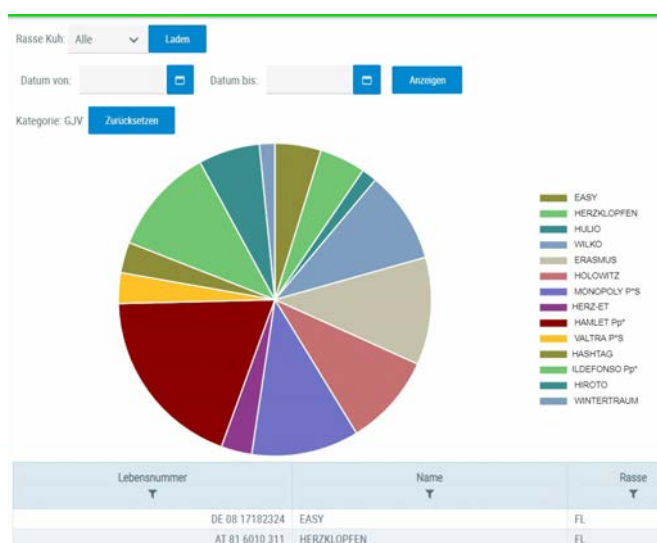 Rasse Kuh: Alle Laden
Datum von: Datum bis: Anzeigen
Kategorie: GJV Zurücksetzen
EASY
HERZKLOPFEN
HULIO
WILKO
ERASMUS
HOLOWITZ
MONOPOLY P*S
HERZ-ET
HAMLET Pp*
VALTRA P*S
HASHTAG
ILDEFONSO Pp*
HIROTO
WINTERTRAUM
Lebensnummer Name Rasse
DE 08 17182324 EASY FL
AT 81 6010 311 HERZKLOPFEN FL